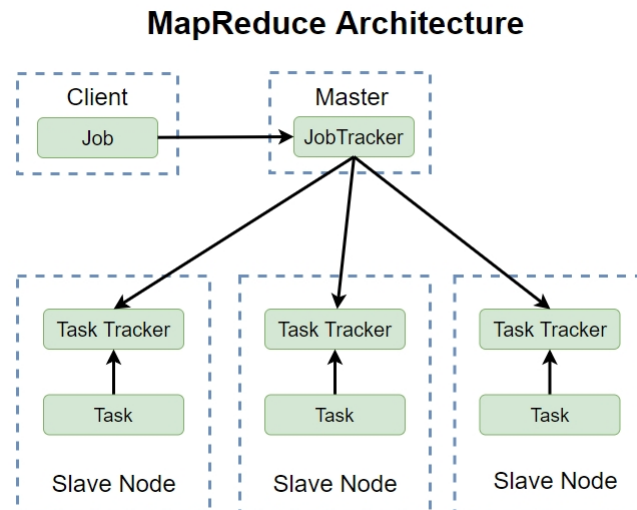 MapReduce Architecture
Client
Master
Job
JobTracker
Task Tracker
Task Tracker
Task Tracker
Task
Task
Task
Slave Node
Slave Node
Slave Node